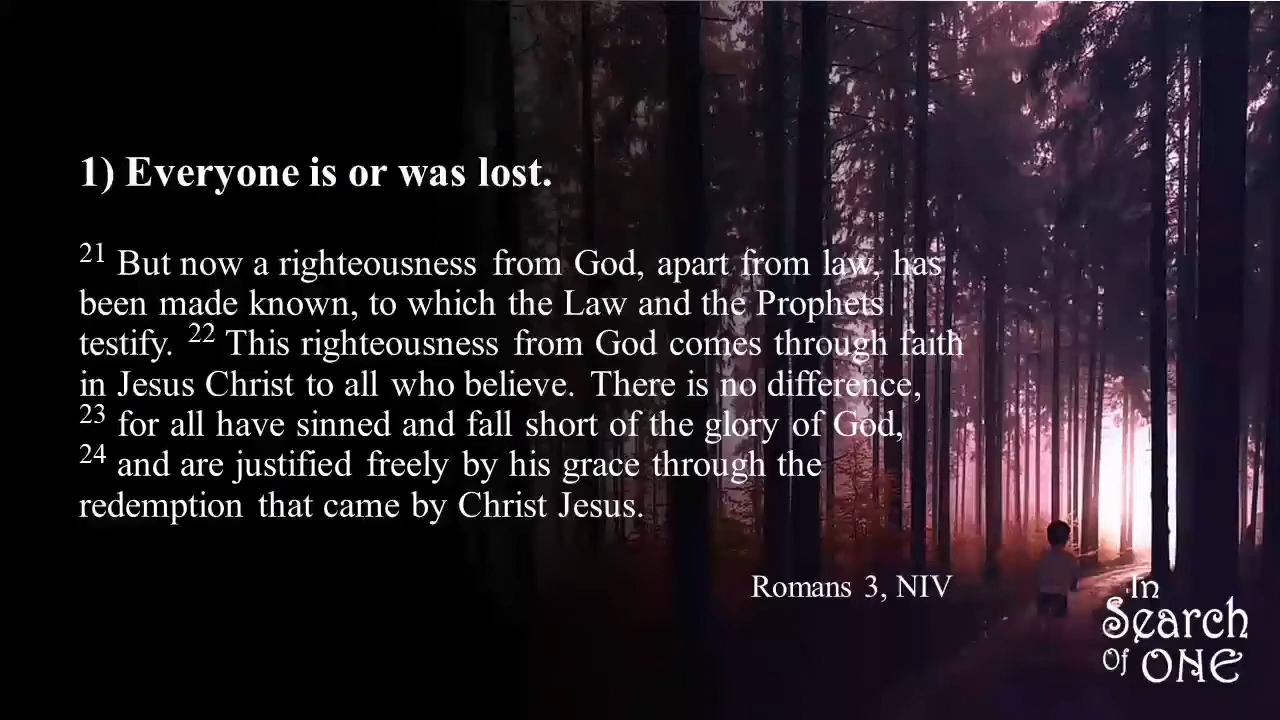 1) Everyone is or was lost.
21 But now a righteousness from God, apart from law, has
been made known, to which the Law and the Prophets
testify. 22 This righteousness from God comes through faith
in Jesus Christ to all who believe. There is no difference,
23 for all have sinned and fall short of the glory of God,
24 and are justified freely by his grace through the
redemption that came by Christ Jesus.
Romans 3, NIV
In
Search
Of ONE